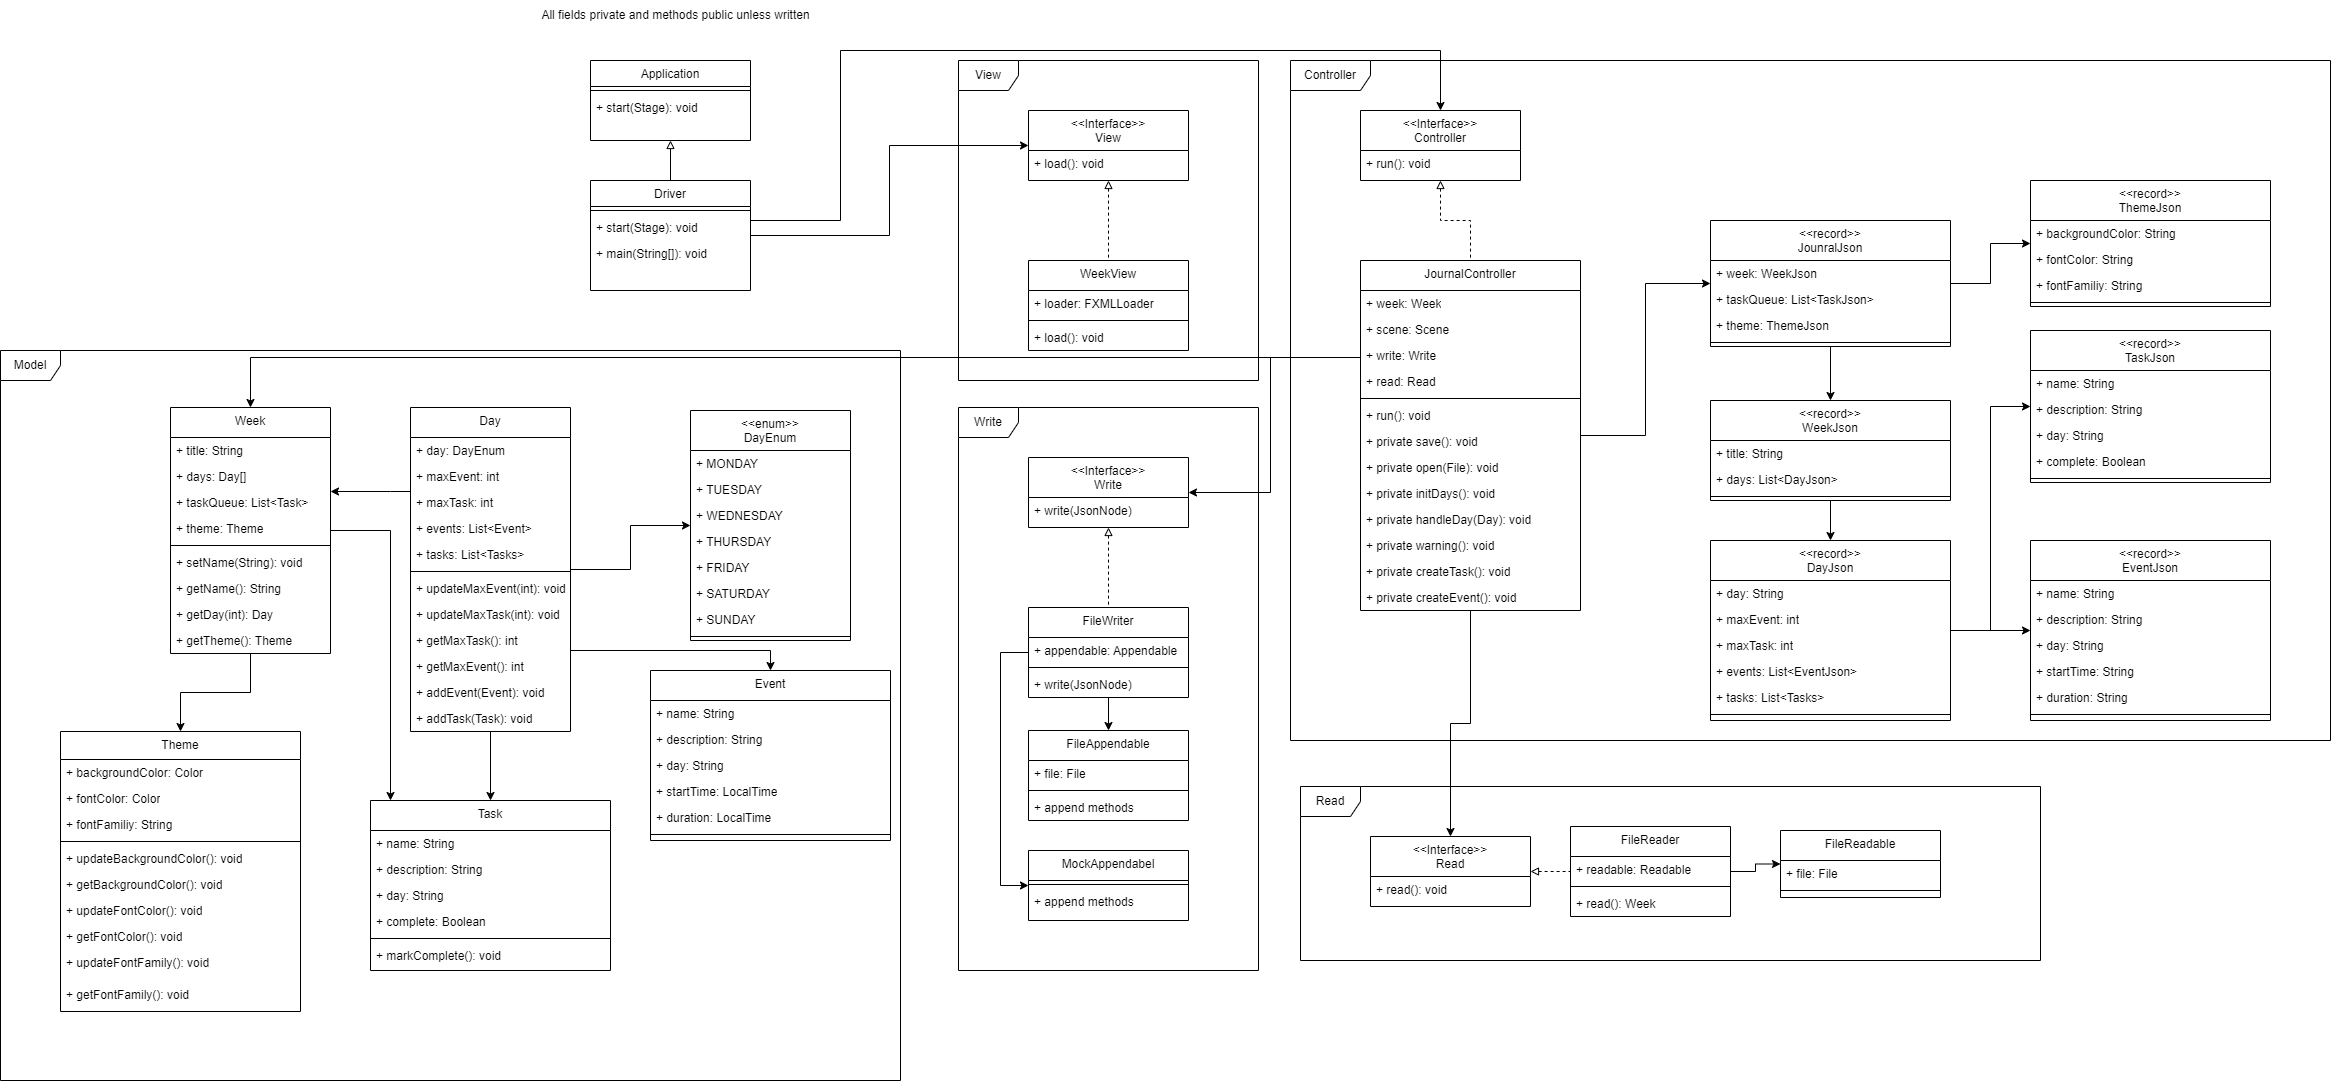 All fields private and methods public unless written
Application
+ start(Stage): void
Driver
+ start(Stage): void
+ main(String[]): void
View
<<Interface>>
View
+ load(): void
WeekView
+ loader: FXMLLoader
+ load(): void
Controller
<<Interface>>
Controller
+ run(): void
JournalController
+ week: Week
+ scene: Scene
+ write: Write
+ read: Read
+ run(): void
+ private save(): void
+ private open(File): void
+ private initDays(): void
+ private handleDay(Day): void
+ private warning(): void
+ private createTask(): void
+ private createEvent(): void
<<record>>
JounralJson
+ week: WeekJson
+ taskQueue: List<TaskJson>
+ theme: ThemeJson
<<record>>
WeekJson
+ title: String
+ days: List<DayJson>
<<record>>
DayJson
+ day: String
+ maxEvent: int
+ maxTask: int
+ events: List<EventJson>
+ tasks: List<Tasks>
<<record>>
ThemeJson
+ backgroundColor: String
+ fontColor: String
+ fontFamiliy: String
<<record>>
TaskJson
+ name: String
+ description: String
+ day: String
+ complete: Boolean
<<record>>
EventJson
+ name: String
+ description: String
+ day: String
+ startTime: String
+ duration: String
Model
Week
+ title: String
+ days: Day[]
+ taskQueue: List<Task>
+ theme: Theme
+ setName(String): void
+ getName(): String
+ getDay(int): Day
+ getTheme(): Theme
Day
+ day: DayEnum
+ maxEvent: int
+ maxTask: int
+ events: List<Event>
+ tasks: List<Tasks>
+ updateMaxEvent(int): void
+ updateMaxTask(int): void
+ getMaxTask(): int
+ getMaxEvent(): int
+ addEvent(Event): void
+ addTask(Task): void
<<enum>>
DayEnum
+ MONDAY
+ TUESDAY
+ WEDNESDAY
+ THURSDAY
+ FRIDAY
+ SATURDAY
+ SUNDAY
Event
+ name: String
+ description: String
+ day: String
+ startTime: LocalTime
+ duration: LocalTime
Theme
+ backgroundColor: Color
+ fontColor: Color
+ fontFamiliy: String
+ updateBackgroundColor(): void
+ getBackgroundColor(): void
+ updateFontColor(): void
+ getFontColor(): void
+ updateFontFamily(): void
+ getFontFamily(): void
Task
+ name: String
+ description: String
+ day: String
+ complete: Boolean
+ markComplete(): void
Write
<<Interface>>
Write
+ write(JsonNode)
FileWriter
+ appendable: Appendable
+ write(JsonNode)
FileAppendable
+ file: File
+ append methods
MockAppendabel
+ append methods
Read
<<Interface>>
Read
+ read(): void
FileReader
+ readable: Readable
+ read(): Week
FileReadable
+ file: File